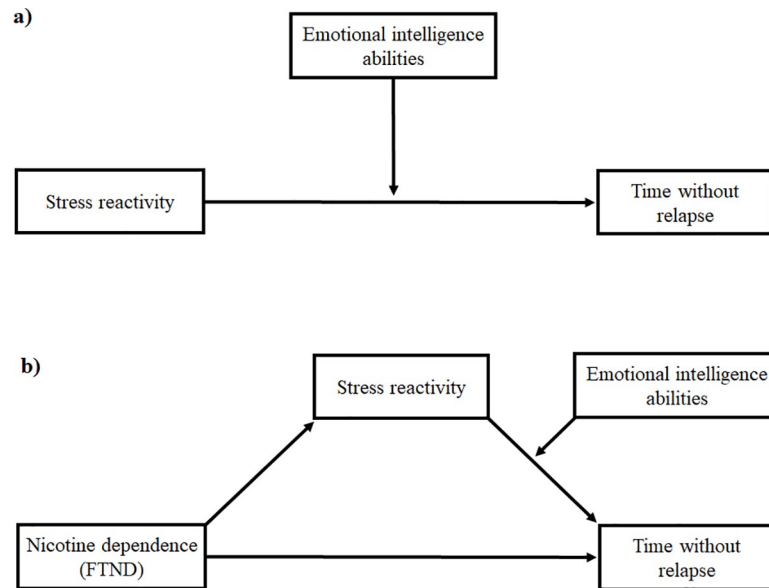 a)
Emotional intelligence
abilities
Stress reactivity
Time without
relapse
b)
Stress reactivity
Emotional intelligence
abilities
Nicotine dependence
(FTND)
Time without
relapse